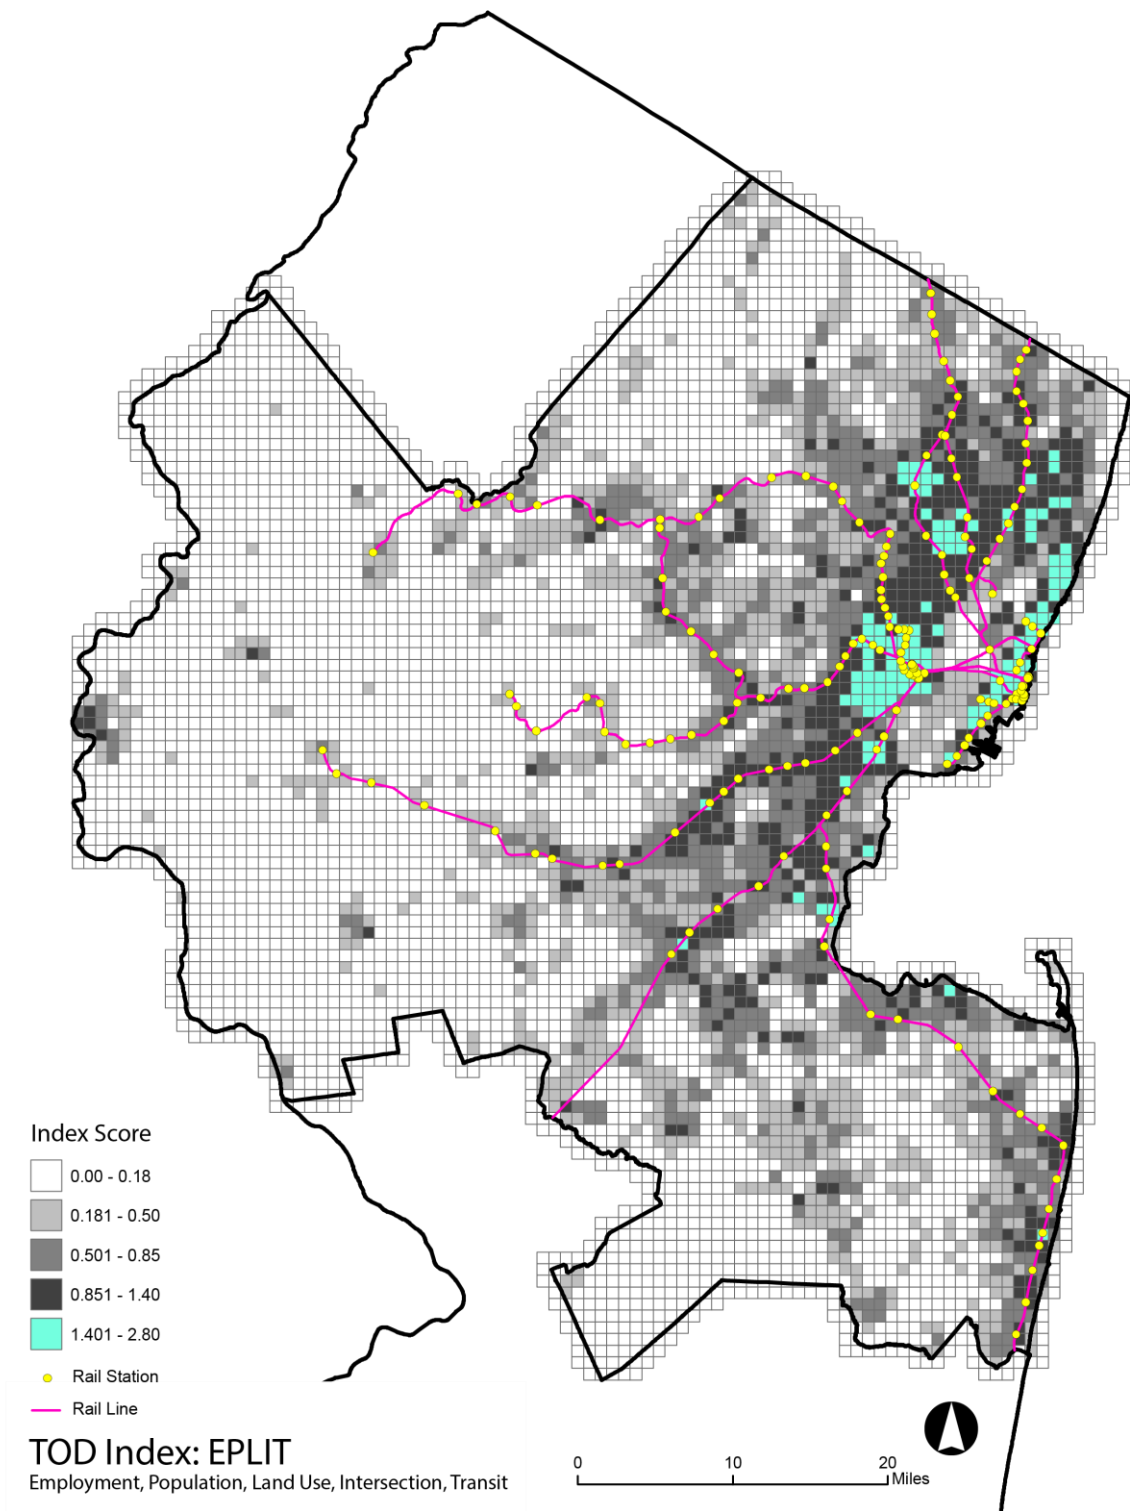 Index Score
0.00 - 0.18
0.181 - 0.50
0.501 - 0.85
0.851 - 1.40
1.401 - 2.80
Rail Station
Rail Line
TOD Index: EPLIT
Employment, Population, Land Use, Intersection, Transit
0 10 20
Miles